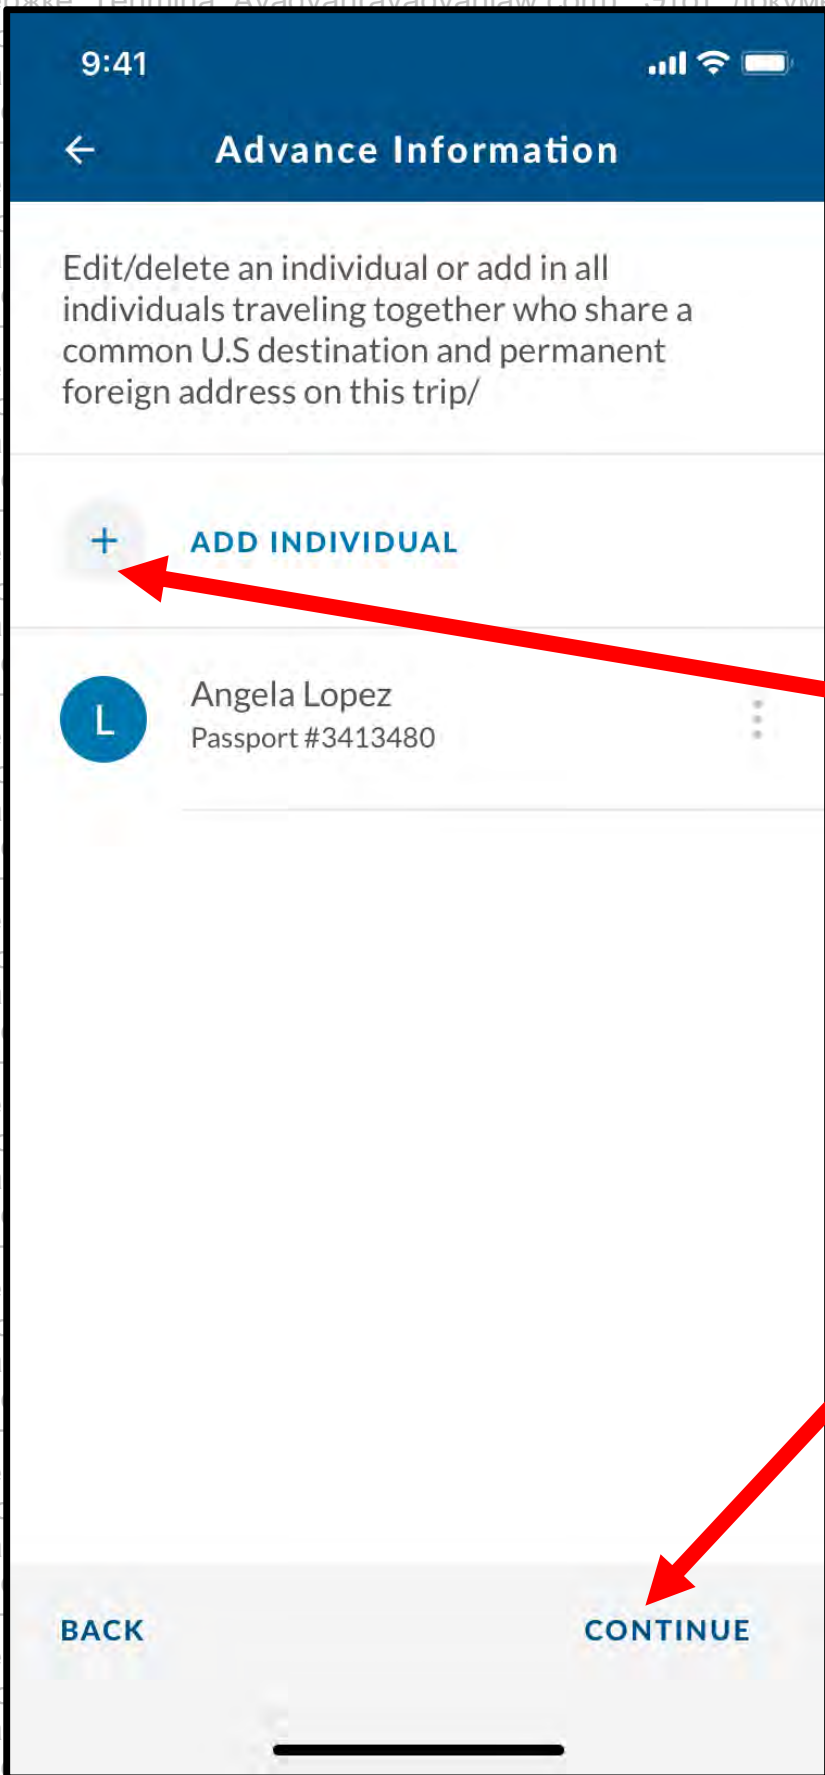 9:41
Advance Information
Edit/delete an individual or add in all
individuals traveling together who share a
common U.S destination and permanent
foreign address on this trip/
+ ADD INDIVIDUAL
L
Angela Lopez
Passport #3413480
BACK CONTINUE